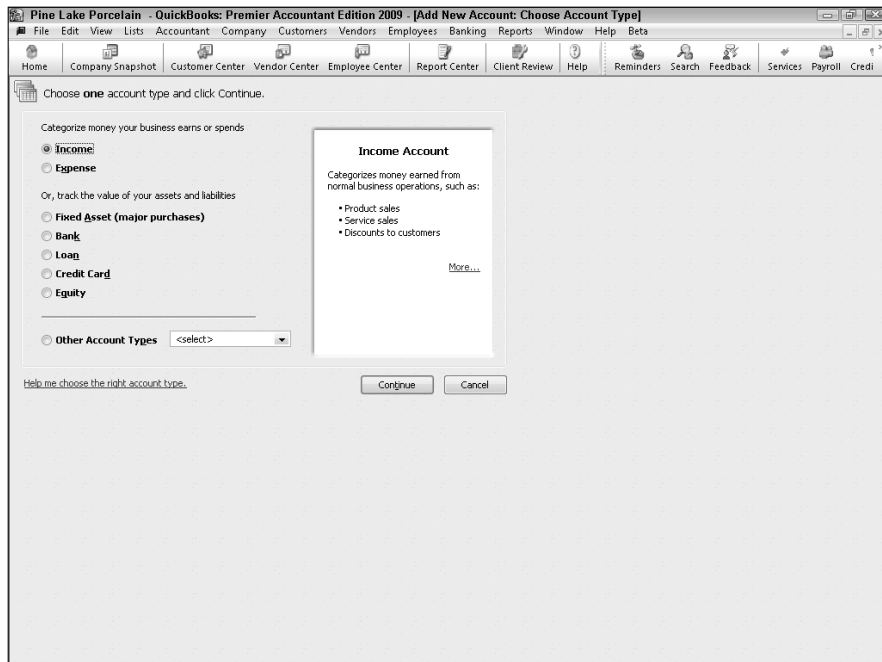 Pine Lake Porcelain - QuickBooks: Premier Accountant Edition 2009 - [Add New Account: Choose Account Type]
File Edit View Lists Accountant Company Customers Vendors Employees Banking Reports Window Help Beta
Home Company Snapshot Customer Center Vendor Center Employee Center Report Center Client Review Help Reminders Search Feedback Services Payroll Credi
Choose one account type and click Continue.
Categorize money your business earns or spends
Income
Expense
Or, track the value of your assets and liabilities
Fixed Asset (major purchases)
Bank
Loan
Credit Card
Equity
Other Account Types <select>
Income Account
Categorizes money earned from
normal business operations, such as:
• Product sales
• Service sales
• Discounts to customers
More...
Help me choose the right account type.
Continue Cancel